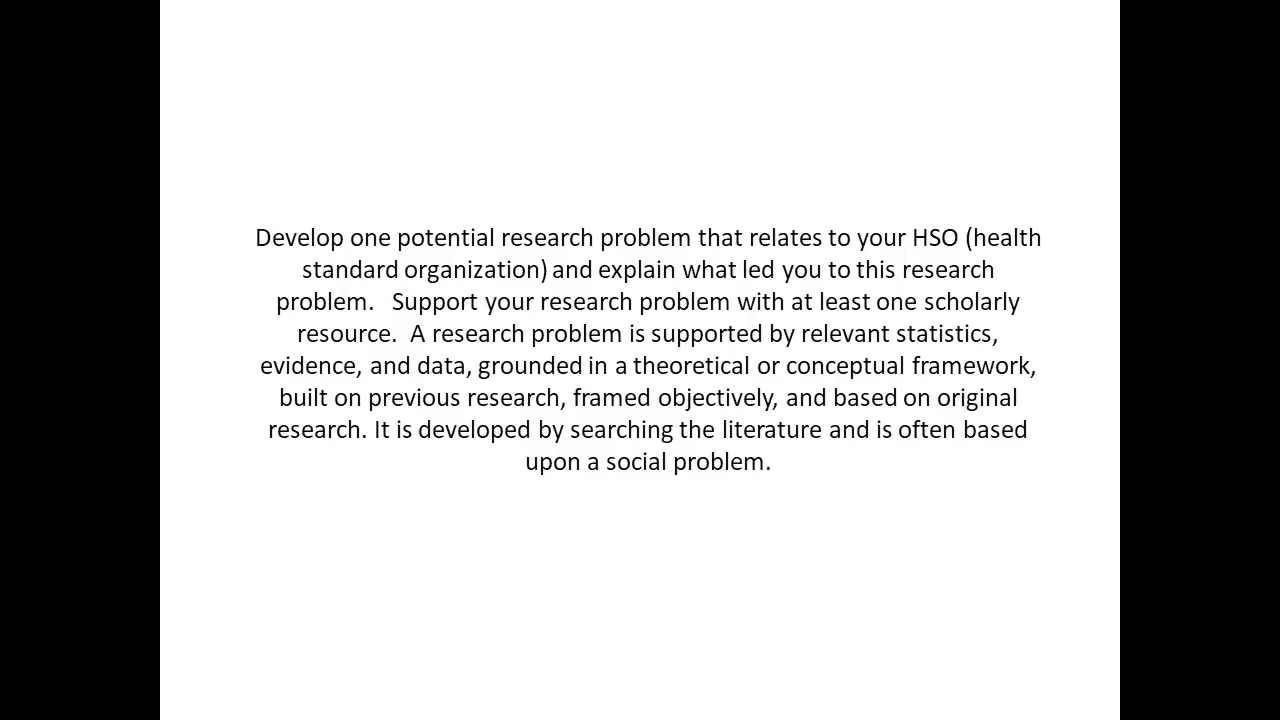 Develop one potential research problem that relates to your HSO (health
standard organization) and explain what led you to this research
problem.   Support your research problem with at least one scholarly
resource.  A research problem is supported by relevant statistics,
evidence, and data, grounded in a theoretical or conceptual framework,
built on previous research, framed objectively, and based on original
research. It is developed by searching the literature and is often based
upon a social problem.